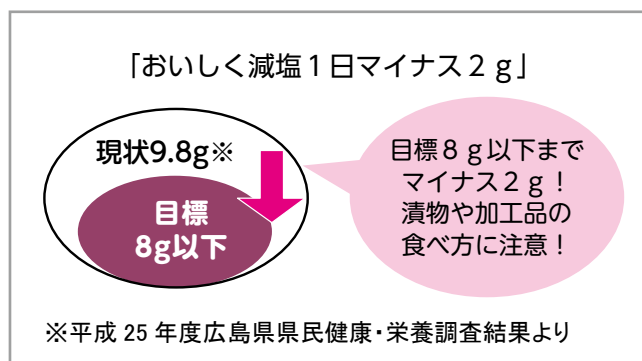 「おいしく減塩１日マイナス２ｇ」
現状9.8g※
目標
8g以下
目標８ｇ以下まで
マイナス２ｇ！
漬物や加工品の
食べ方に注意！
※平成 25 年度広島県県民健康・栄養調査結果より